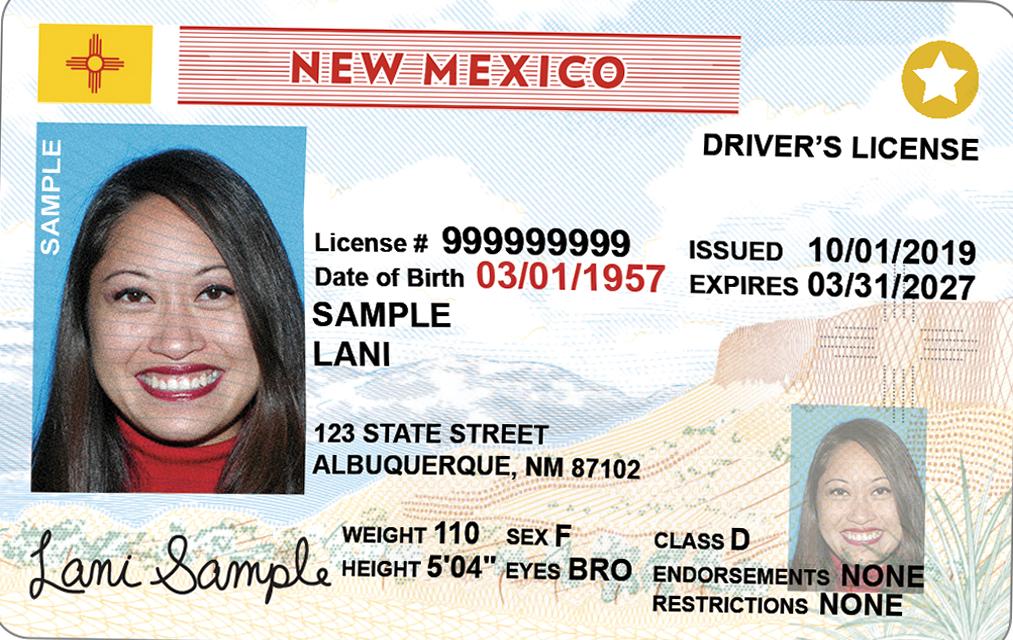 NEW MEXICO
DRIVER'S LICENSE
SAMPLE
License # 999999999
Date of Birth 03/01/1957
ISSUED 10/01/2019
EXPIRES 03/31/2027
SAMPLE
LANI
123 STATE STREET
ALBUQUERQUE, NM 87102
WEIGHT 110 SEX F
HEIGHT 5'04" EYES BRO
CLASS D
ENDORSEMENTS NONE
RESTRICTIONS NONE
Lani Sample